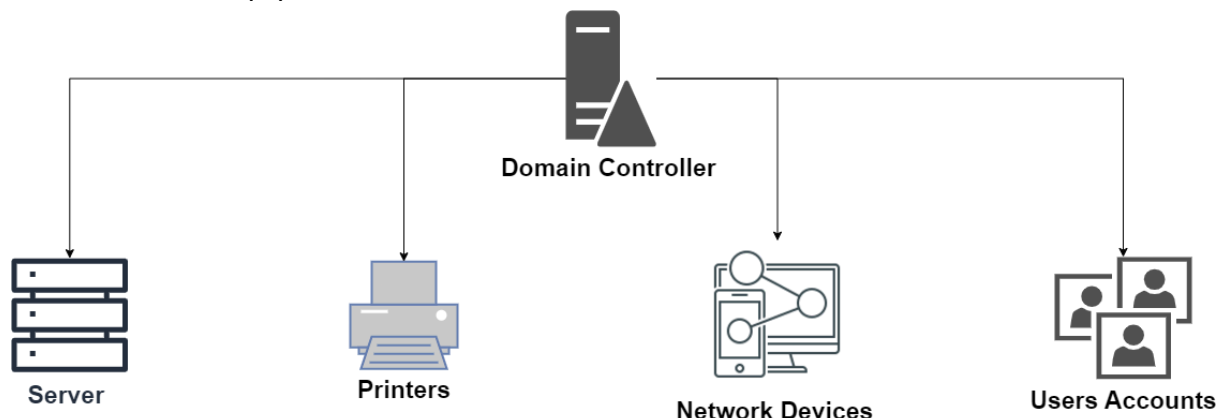 Domain Controller
Server
Printers
Network Devices
Users Accounts